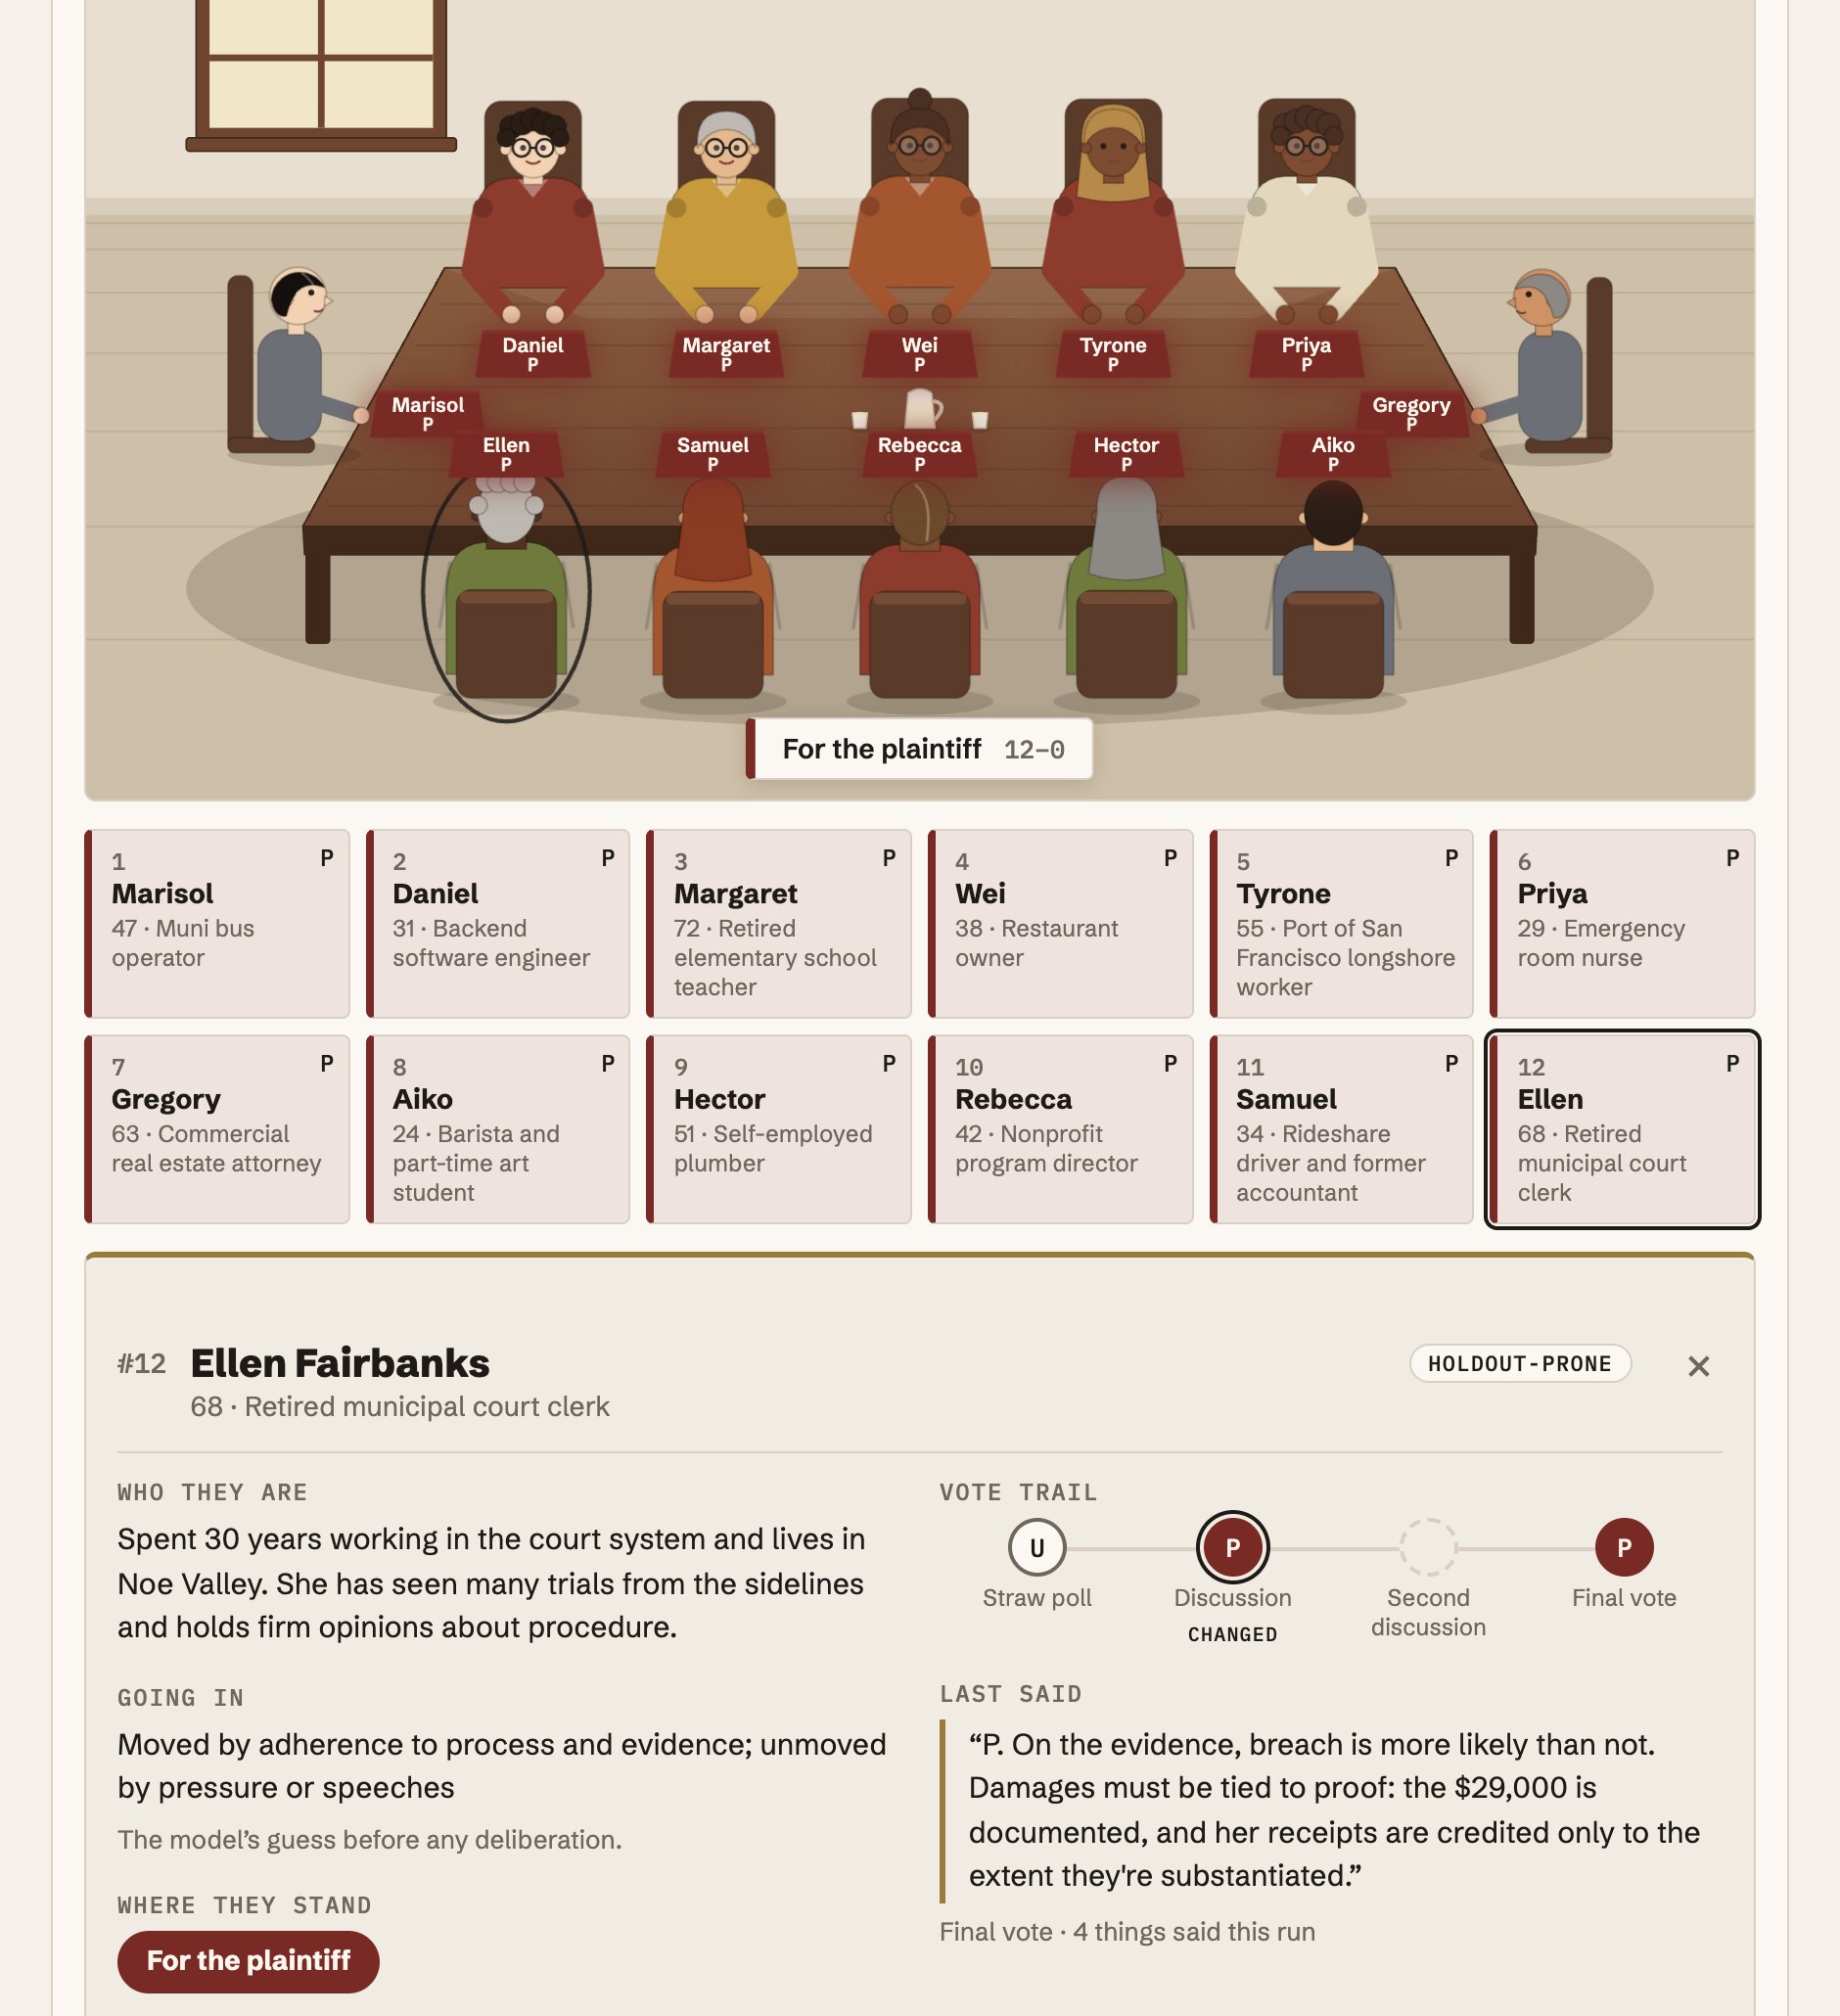 Daniel
P
Margaret
P
Wei
P
Tyrone
P
Priya
P
Marisol
P
Gregory
P
Ellen
P
Samuel
P
Rebecca
P
Hector
P
Aiko
P
For the plaintiff 12–0
1 P
Marisol
47 · Muni bus
operator
2 P
Daniel
31 · Backend
software engineer
3 P
Margaret
72 · Retired
elementary school
teacher
4 P
Wei
38 · Restaurant
owner
5 P
Tyrone
55 · Port of San
Francisco longshore
worker
6 P
Priya
29 · Emergency
room nurse
7 P
Gregory
63 · Commercial
real estate attorney
8 P
Aiko
24 · Barista and
part-time art
student
9 P
Hector
51 · Self-employed
plumber
10 P
Rebecca
42 · Nonprofit
program director
11 P
Samuel
34 · Rideshare
driver and former
accountant
12 P
Ellen
68 · Retired
municipal court
clerk
#12 Ellen Fairbanks
68 · Retired municipal court clerk
HOLDOUT-PRONE ×
WHO THEY ARE
Spent 30 years working in the court system and lives in
Noe Valley. She has seen many trials from the sidelines
and holds firm opinions about procedure.
GOING IN
Moved by adherence to process and evidence; unmoved
by pressure or speeches
The model’s guess before any deliberation.
WHERE THEY STAND
For the plaintiff
VOTE TRAIL
U
Straw poll
P
Discussion
CHANGED
Second
discussion
P
Final vote
LAST SAID
“P. On the evidence, breach is more likely than not.
Damages must be tied to proof: the $29,000 is
documented, and her receipts are credited only to the
extent they're substantiated.”
Final vote · 4 things said this run